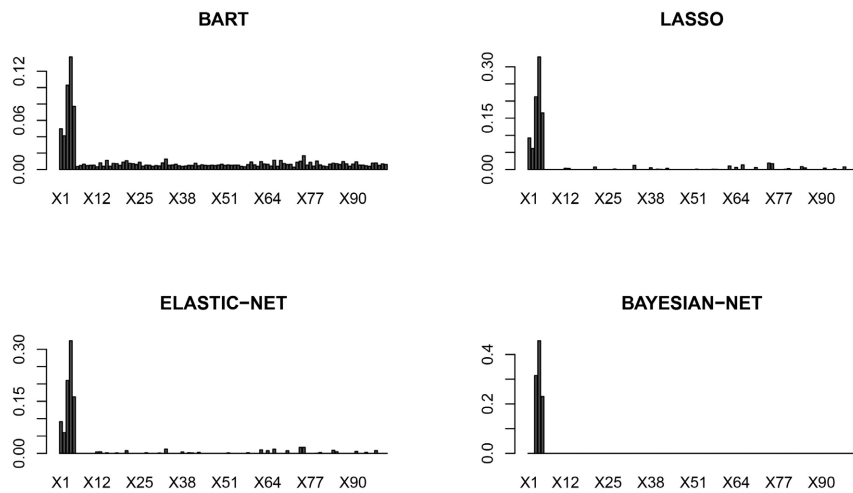 BART
0.12
0.06
0.00
X1 X12 X25 X38 X51 X64 X77 X90
LASSO
0.30
0.15
0.00
X1 X12 X25 X38 X51 X64 X77 X90
ELASTIC−NET
0.30
0.15
0.00
X1 X12 X25 X38 X51 X64 X77 X90
BAYESIAN−NET
0.4
0.2
0.0
X1 X12 X25 X38 X51 X64 X77 X90